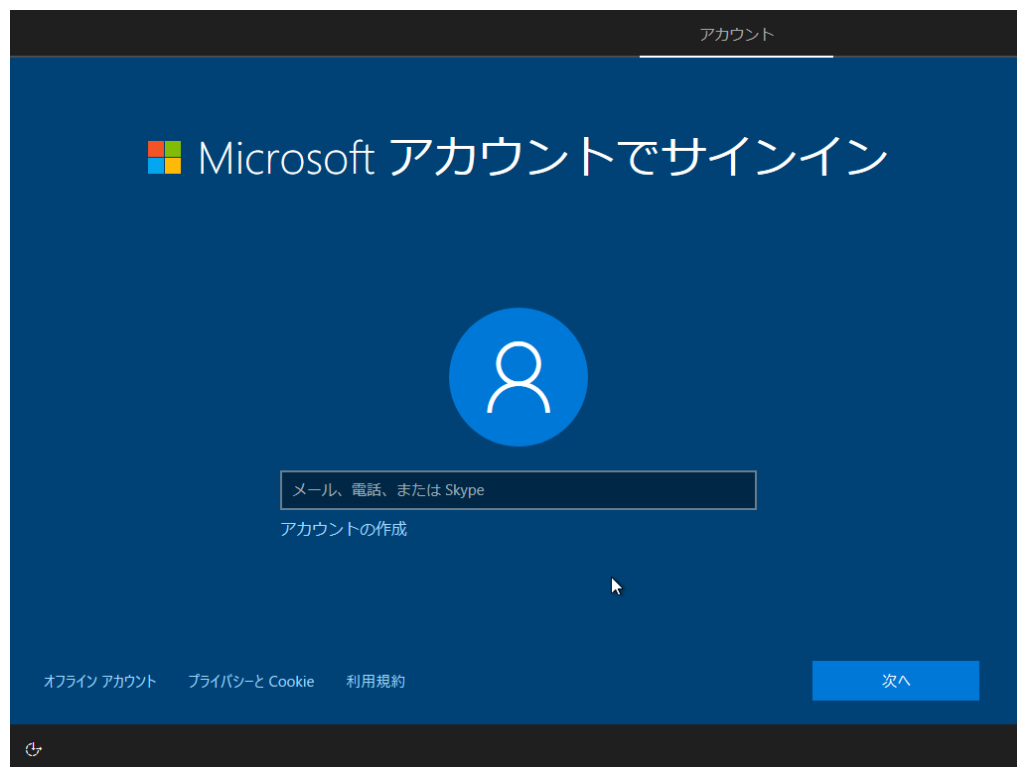 アカウント
Microsoft アカウントでサインイン
メール、電話、または Skype
アカウントの作成
オフライン アカウント
プライバシーと Cookie
利用規約
次へ